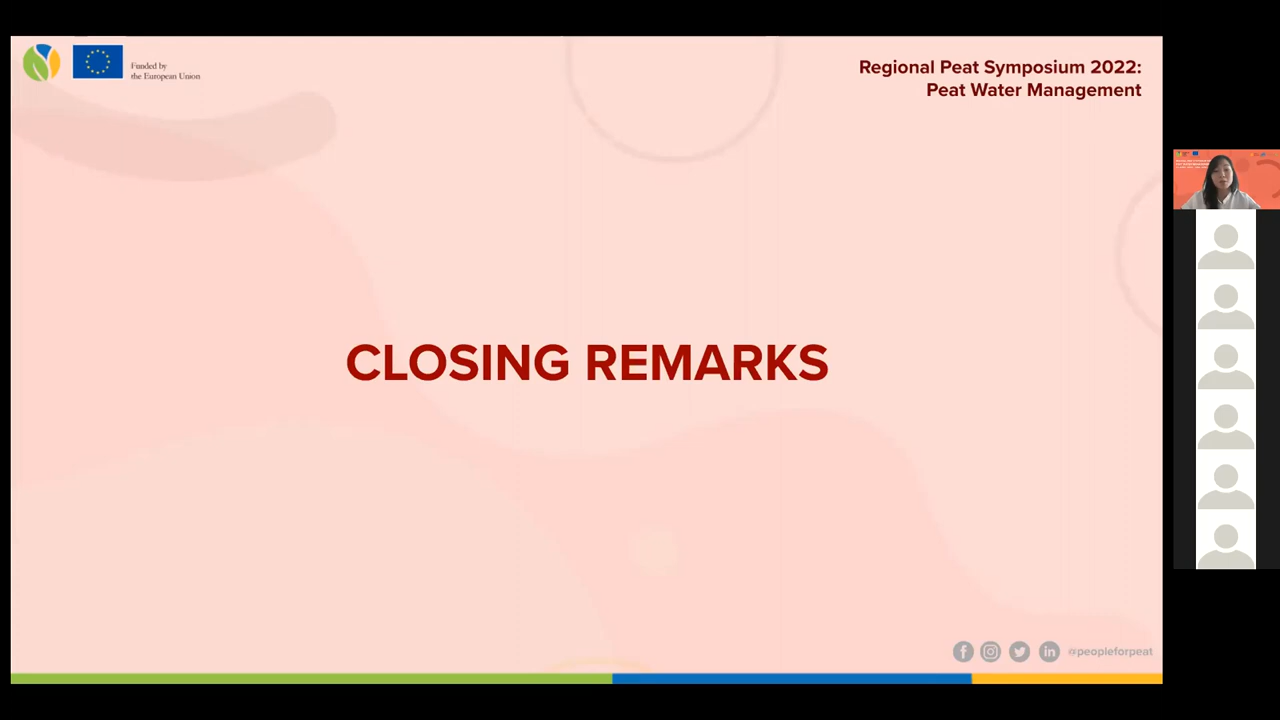 Funded by
the European Union
Regional Peat Symposium 2022:
Peat Water Management
CLOSING REMARKS
@peopleforpeat